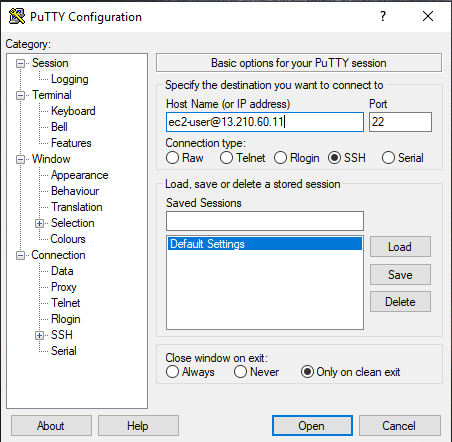 PuTTY Configuration
?
Category:
Session
Logging
Terminal
Keyboard
Bell
Features
Window
Appearance
Behaviour
Translation
Selection
Colours
Connection
Data
Proxy
Telnet
Rlogin
SSH
Serial
Basic options for your PuTTY session
Specify the destination you want to connect to
Host Name (or IP address) Port
ec2-user@13.210.60.11 22
Connection type:
Raw Telnet Rlogin SSH Serial
Load, save or delete a stored session
Saved Sessions
Default Settings
Load
Save
Delete
Close window on exit:
Always Never Only on clean exit
About Help Open Cancel